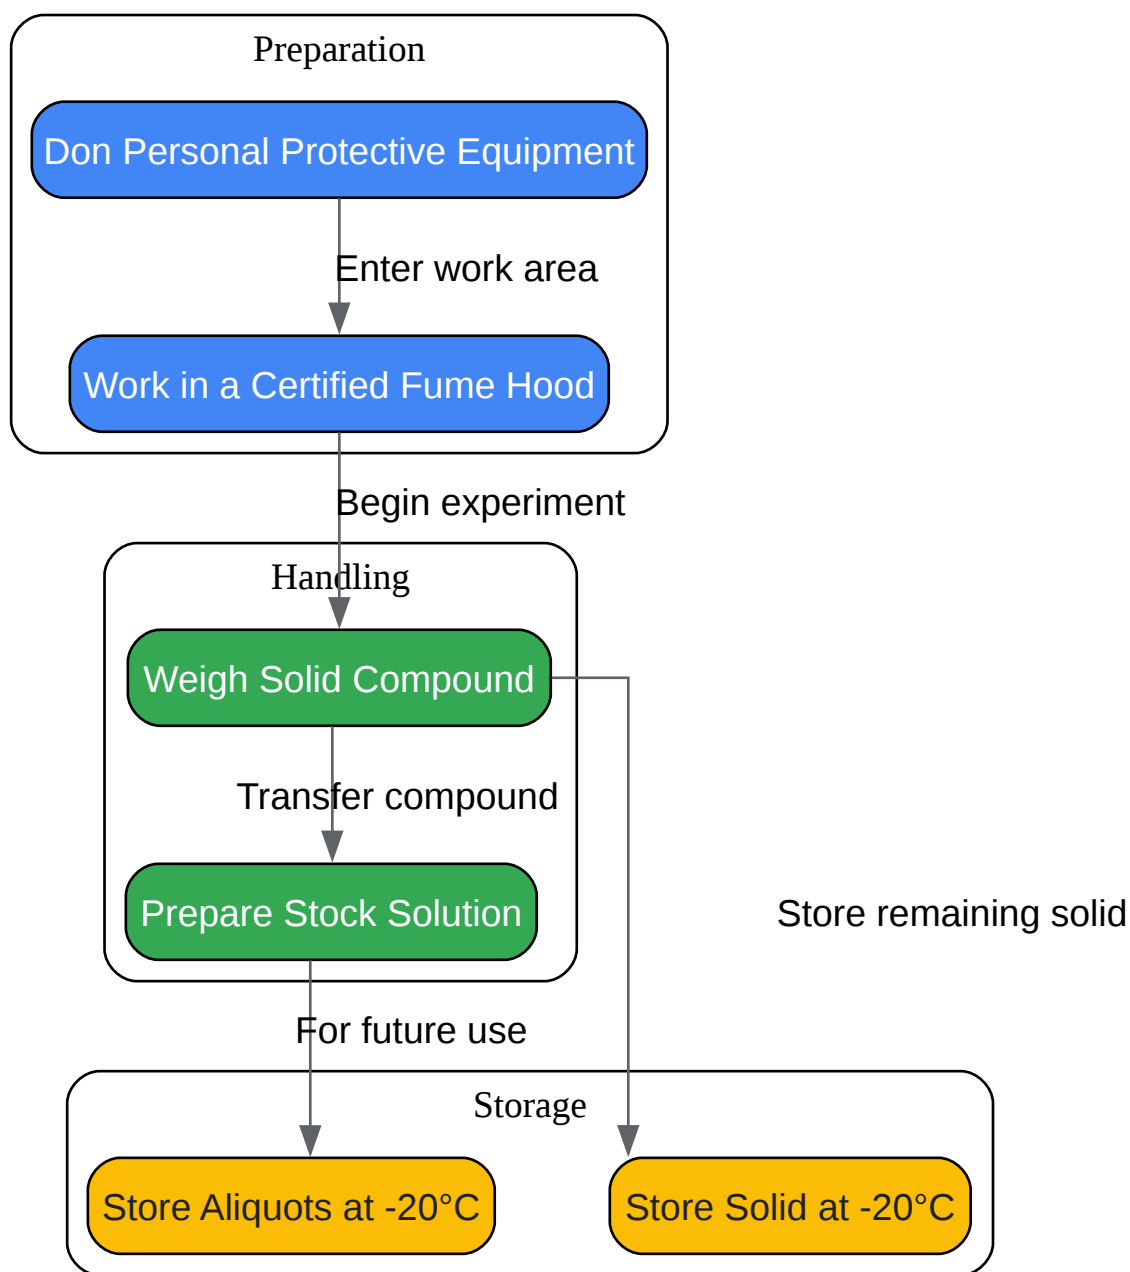 Preparation
Don Personal Protective Equipment
Enter work area
Work in a Certified Fume Hood
Begin experiment
Handling
Weigh Solid Compound
Transfer compound
Prepare Stock Solution
Store remaining solid
For future use
Storage
Store Aliquots at -20°C
Store Solid at -20°C